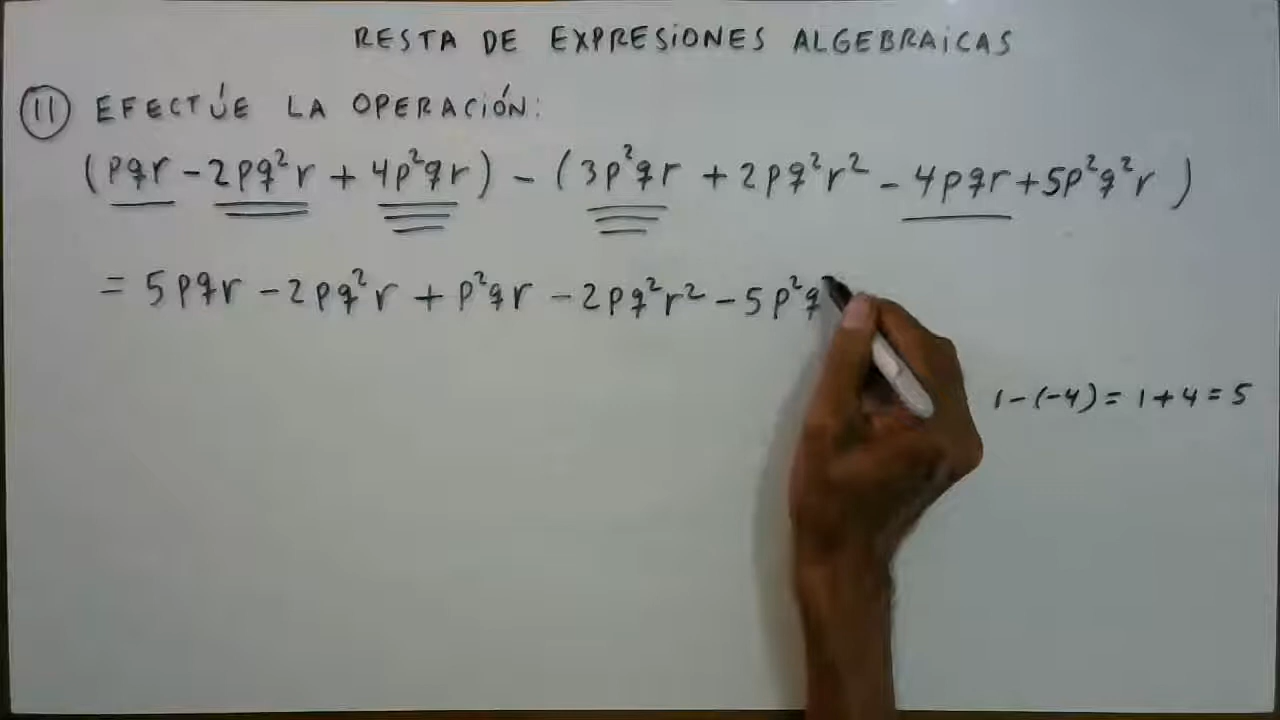 RESTA DE EXPRESIONES ALGEBRAICAS
11 EFECTÚE LA OPERACIÓN:
(pqr - 2pq²r + 4p²qr) - (3p²qr + 2pq²r² - 4pqr + 5p²q²r)
= 5pqr - 2pq²r + p²qr - 2pq²r² - 5p²q
1-(-4) = 1+4 = 5